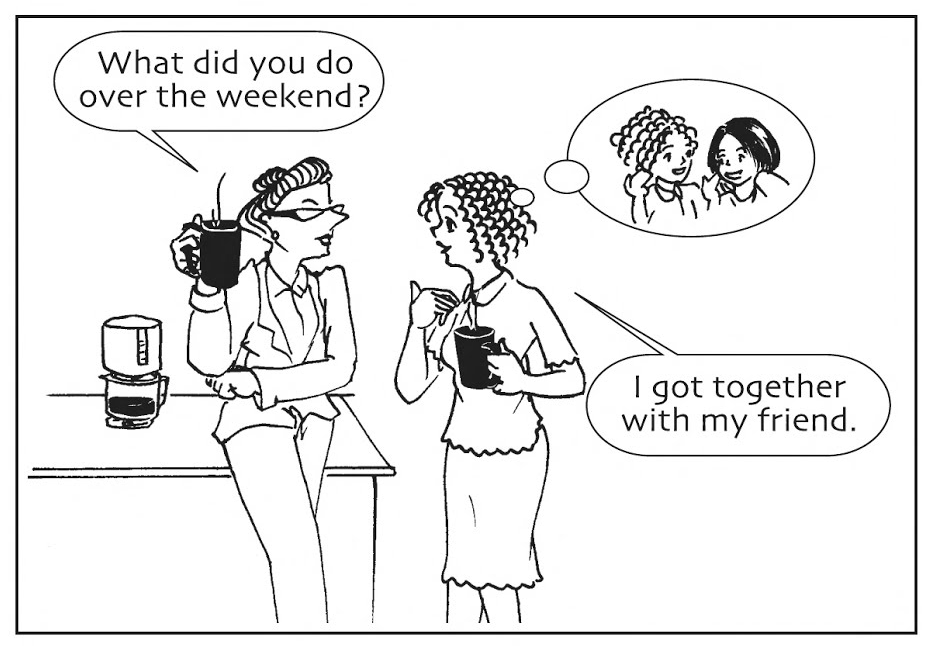 What did you do
over the weekend?
I got together
with my friend.